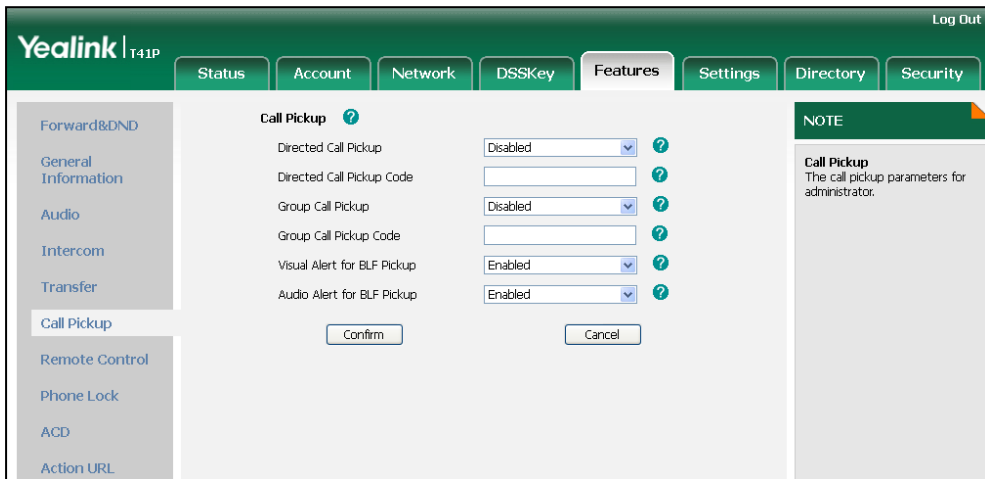 Log Out
Yealink | T41P
Status
Account
Network
DSSKey
Features
Settings
Directory
Security
Forward&DND
General
Information
Audio
Intercom
Transfer
Call Pickup
Remote Control
Phone Lock
ACD
Action URL
Call Pickup ?
Directed Call Pickup Disabled ?
Directed Call Pickup Code ?
Group Call Pickup Disabled ?
Group Call Pickup Code ?
Visual Alert for BLF Pickup Enabled ?
Audio Alert for BLF Pickup Enabled ?
Confirm Cancel
NOTE
Call Pickup
The call pickup parameters for
administrator.